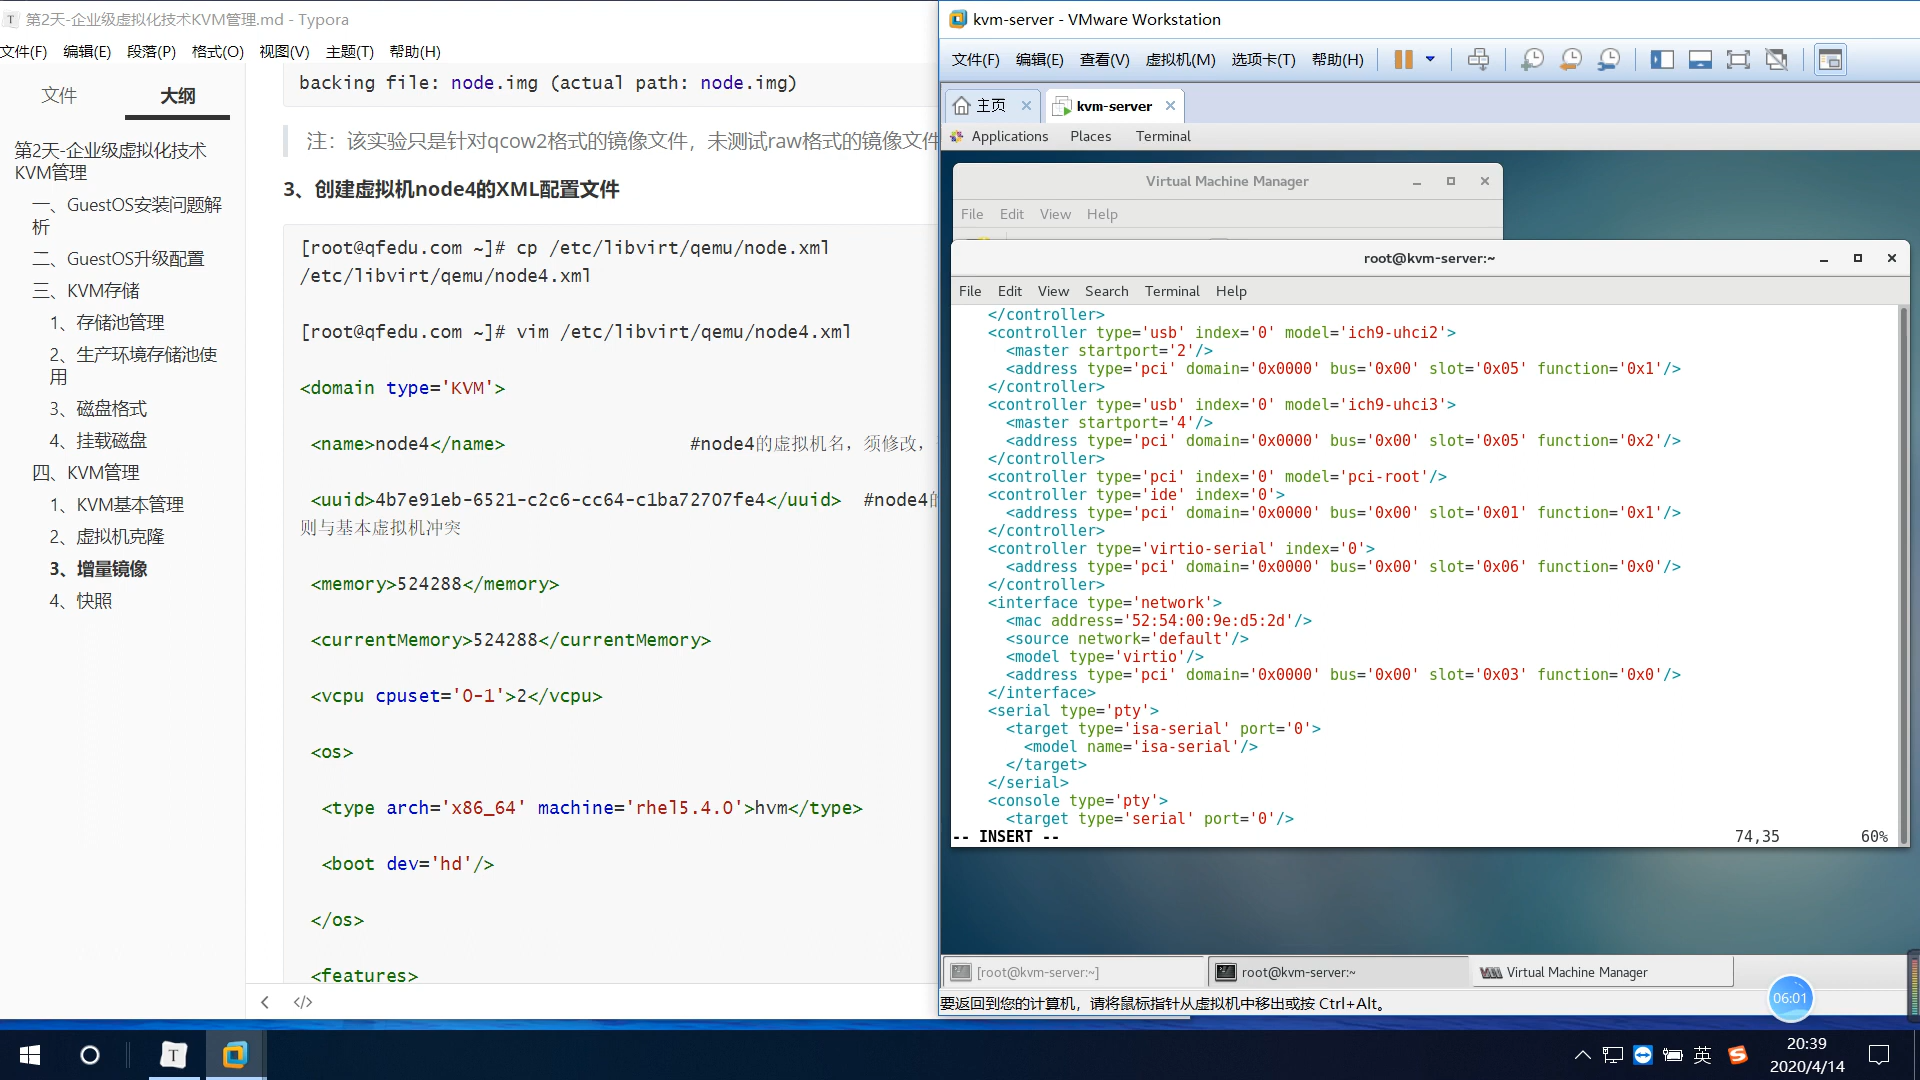 第2天-企业级虚拟化技术KVM管理.md - Typora
文件(F) 编辑(E) 段落(P) 格式(O) 视图(V) 主题(T) 帮助(H)
文件 大纲
第2天-企业级虚拟化技术
KVM管理
一、GuestOS安装问题解
析
二、GuestOS升级配置
三、KVM存储
1、存储池管理
2、生产环境存储池使
用
3、磁盘格式
4、挂载磁盘
四、KVM管理
1、KVM基本管理
2、虚拟机克隆
3、增量镜像
4、快照
backing file: node.img (actual path: node.img)
注：该实验只是针对qcow2格式的镜像文件，未测试raw格式的镜像文件
3、创建虚拟机node4的XML配置文件
[root@qfedu.com ~]# cp /etc/libvirt/qemu/node.xml
/etc/libvirt/qemu/node4.xml
[root@qfedu.com ~]# vim /etc/libvirt/qemu/node4.xml
<domain type='KVM'>
<name>node4</name> #node4的虚拟机名，须修改，
<uuid>4b7e91eb-6521-c2c6-cc64-c1ba72707fe4</uuid> #node4
则与基本虚拟机冲突
<memory>524288</memory>
<currentMemory>524288</currentMemory>
<vcpu cpuset='0-1'>2</vcpu>
<os>
<type arch='x86_64' machine='rhel5.4.0'>hvm</type>
<boot dev='hd'/>
</os>
<features>
kvm-server - VMware Workstation
文件(F) 编辑(E) 查看(V) 虚拟机(M) 选项卡(T) 帮助(H)
主页 kvm-server
Applications Places Terminal
Virtual Machine Manager
File Edit View Help
root@kvm-server:~
File Edit View Search Terminal Help
</controller>
<controller type='usb' index='0' model='ich9-uhci2'>
<master startport='2'/>
<address type='pci' domain='0x0000' bus='0x00' slot='0x05' function='0x1'/>
</controller>
<controller type='usb' index='0' model='ich9-uhci3'>
<master startport='4'/>
<address type='pci' domain='0x0000' bus='0x00' slot='0x05' function='0x2'/>
</controller>
<controller type='pci' index='0' model='pci-root'/>
<controller type='ide' index='0'>
<address type='pci' domain='0x0000' bus='0x00' slot='0x01' function='0x1'/>
</controller>
<controller type='virtio-serial' index='0'>
<address type='pci' domain='0x0000' bus='0x00' slot='0x06' function='0x0'/>
</controller>
<interface type='network'>
<mac address='52:54:00:9e:d5:2d'/>
<source network='default'/>
<model type='virtio'/>
<address type='pci' domain='0x0000' bus='0x00' slot='0x03' function='0x0'/>
</interface>
<serial type='pty'>
<target type='isa-serial' port='0'>
<model name='isa-serial'/>
</target>
</serial>
<console type='pty'>
<target type='serial' port='0'/>
-- INSERT -- 74,35 60%
[root@kvm-server:~] root@kvm-server:~ Virtual Machine Manager
要返回到您的计算机，请将鼠标指针从虚拟机中移出或按 Ctrl+Alt。
06:01
英
20:39
2020/4/14